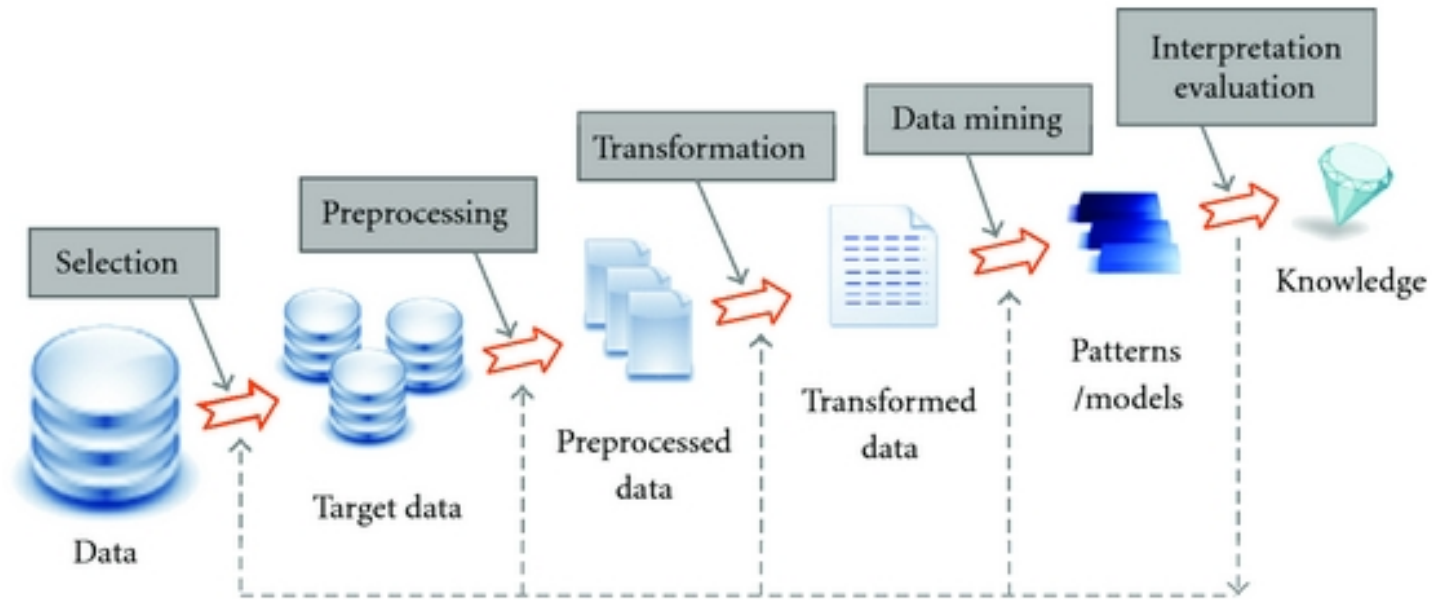 Interpretation
evaluation
Data mining
Transformation
Preprocessing
Selection
Knowledge
Patterns
/models
Transformed
data
Preprocessed
data
Target data
Data